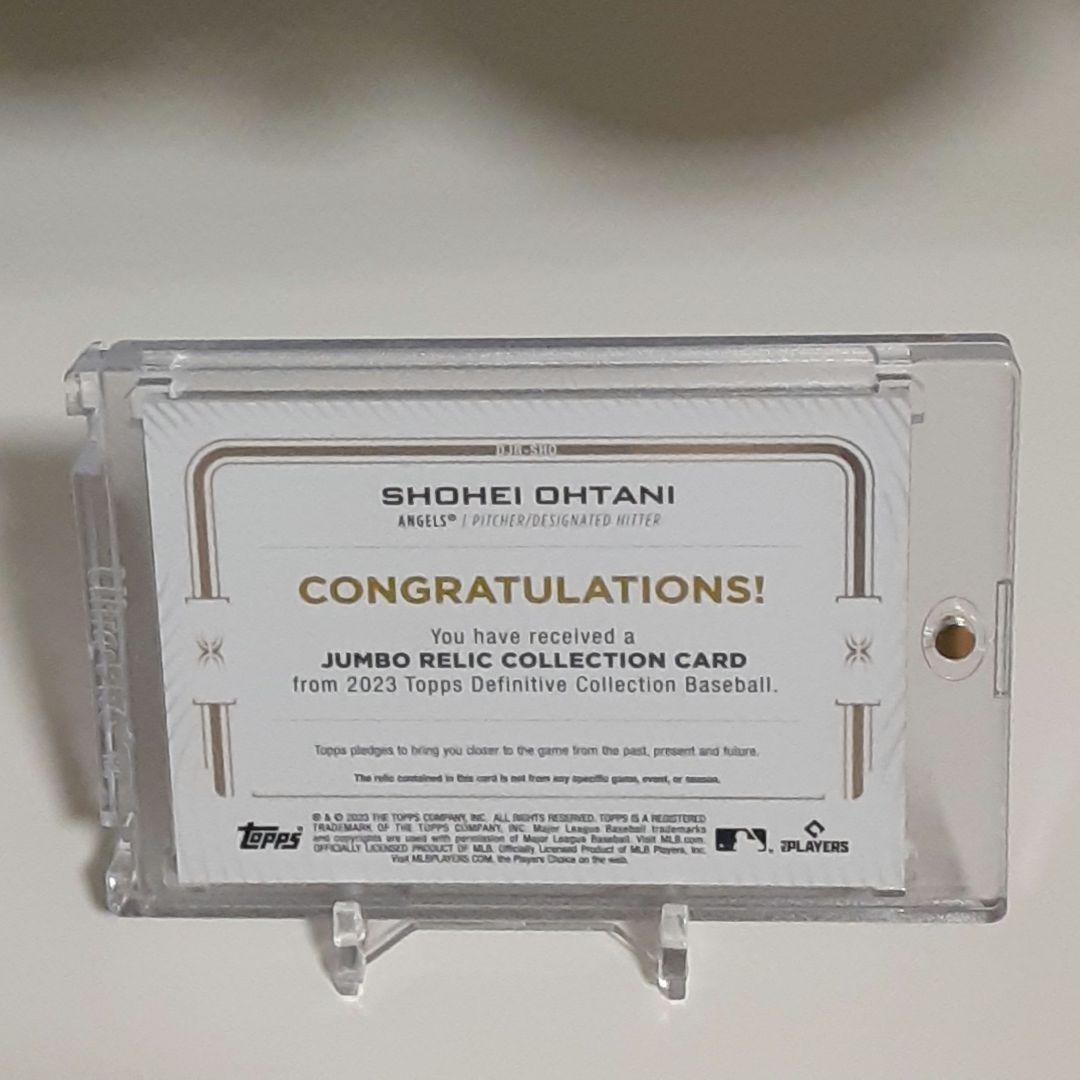 DJR-SHO
SHOHEI OHTANI
ANGELS® | PITCHER/DESIGNATED HITTER
CONGRATULATIONS!
You have received a
JUMBO RELIC COLLECTION CARD
from 2023 Topps Definitive Collection Baseball.
Topps pledges to bring you closer to the game from the past, present and future.
The relic contained in this card is not from any specific game, event, or season.
topps®
® & © 2023 THE TOPPS COMPANY, INC. ALL RIGHTS RESERVED. TOPPS IS A REGISTERED
TRADEMARK OF THE TOPPS COMPANY, INC. Major League Baseball trademarks
and copyrights are used with permission of Major League Baseball. Visit MLB.com.
OFFICIALLY LICENSED PRODUCT OF MLB. Officially Licensed Product of MLB Players, Inc.
Visit MLBPLAYERS.COM, the Players Choice on the web.
PLAYERS